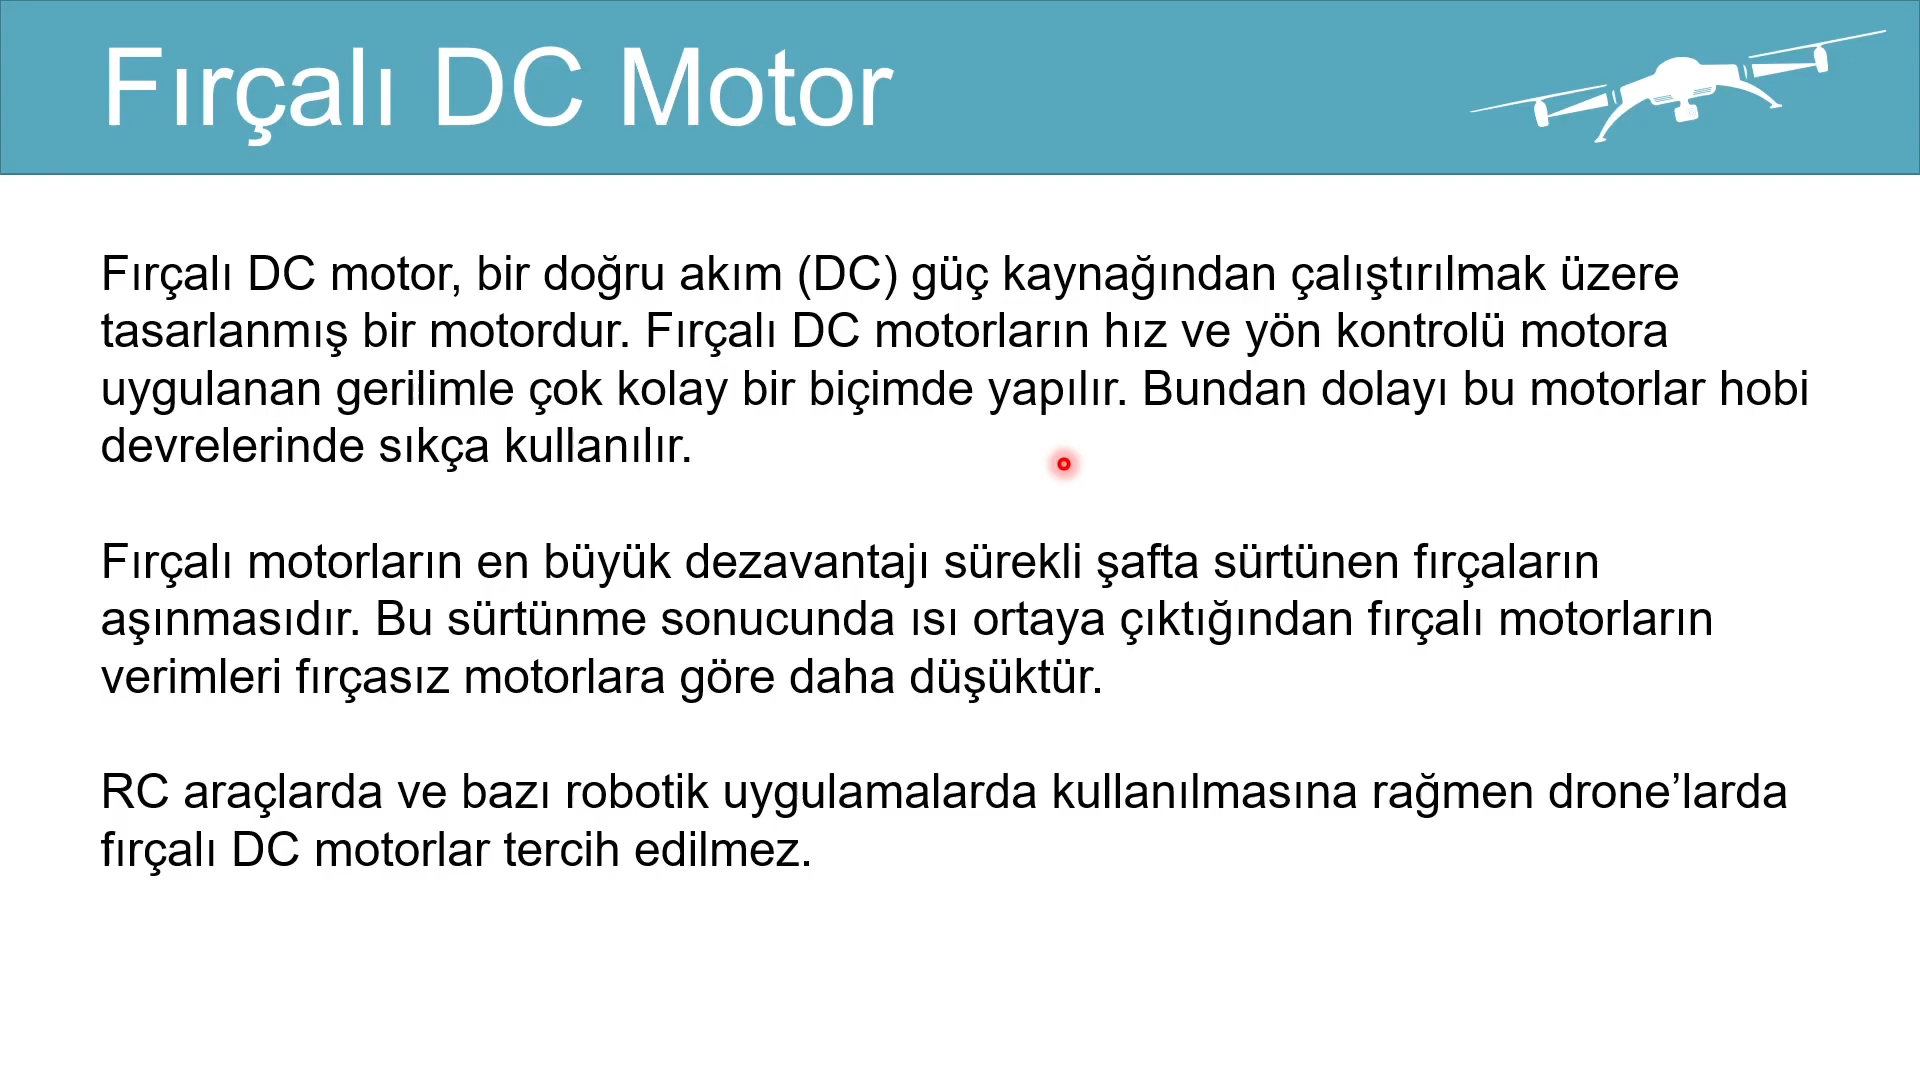 Fırçalı DC Motor
Fırçalı DC motor, bir doğru akım (DC) güç kaynağından çalıştırılmak üzere
tasarlanmış bir motordur. Fırçalı DC motorların hız ve yön kontrolü motora
uygulanan gerilimle çok kolay bir biçimde yapılır. Bundan dolayı bu motorlar hobi
devrelerinde sıkça kullanılır.
Fırçalı motorların en büyük dezavantajı sürekli şafta sürtünen fırçaların
aşınmasıdır. Bu sürtünme sonucunda ısı ortaya çıktığından fırçalı motorların
verimleri fırçasız motorlara göre daha düşüktür.
RC araçlarda ve bazı robotik uygulamalarda kullanılmasına rağmen drone’larda
fırçalı DC motorlar tercih edilmez.